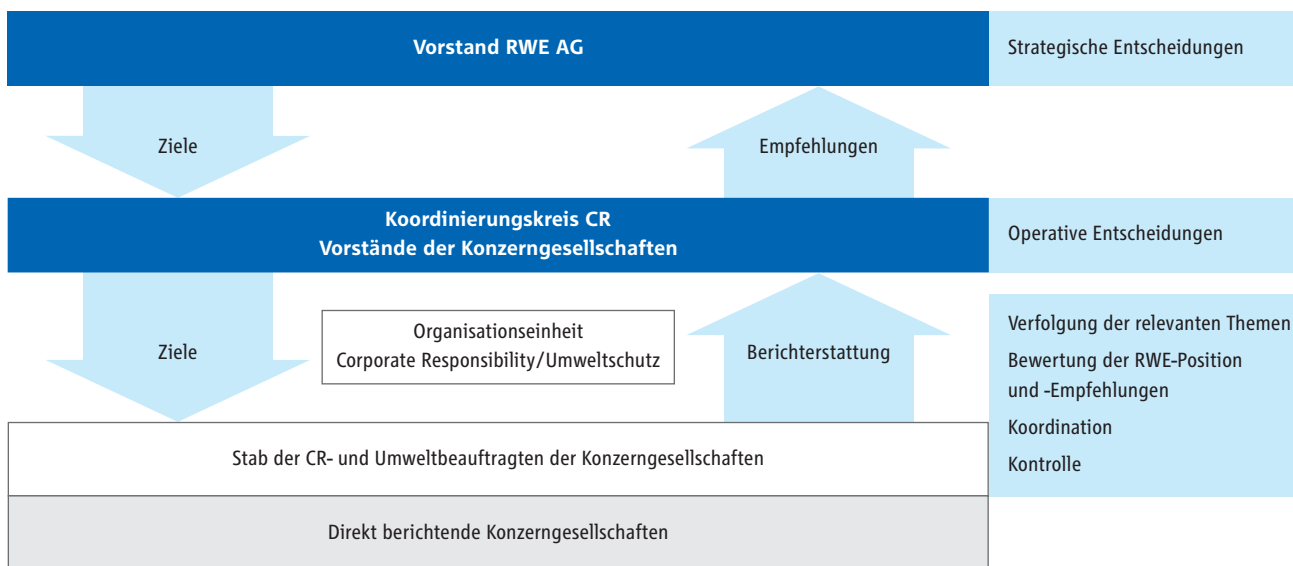 Vorstand RWE AG
Strategische Entscheidungen
Ziele
Empfehlungen
Koordinierungskreis CR
Vorstände der Konzerngesellschaften
Operative Entscheidungen
Ziele
Organisationseinheit
Corporate Responsibility/Umweltschutz
Berichterstattung
Verfolgung der relevanten Themen
Bewertung der RWE-Position
und -Empfehlungen
Koordination
Kontrolle
Stab der CR- und Umweltbeauftragten der Konzerngesellschaften
Direkt berichtende Konzerngesellschaften